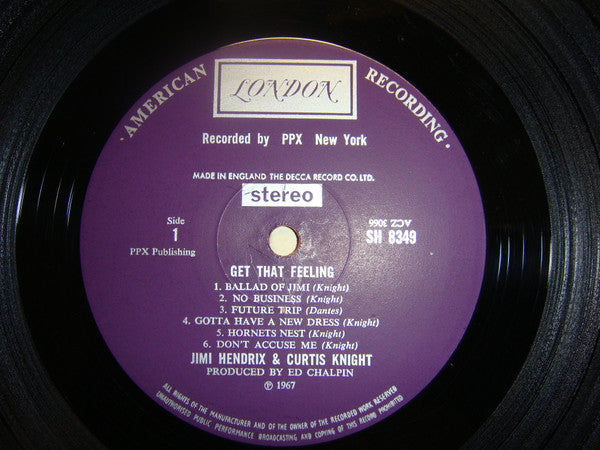 · AMERICAN RECORDING ·
LONDON
Recorded by PPX New York
MADE IN ENGLAND THE DECCA RECORD CO. LTD.
stereo
Side
1
PPX Publishing
ACZ 3066
SH 8349
GET THAT FEELING
1. BALLAD OF JIMI (Knight)
2. NO BUSINESS (Knight)
3. FUTURE TRIP (Dantes)
4. GOTTA HAVE A NEW DRESS (Knight)
5. HORNETS NEST (Knight)
6. DON'T ACCUSE ME (Knight)
JIMI HENDRIX & CURTIS KNIGHT
PRODUCED BY ED CHALPIN
℗ 1967
ALL RIGHTS OF THE MANUFACTURER AND OF THE OWNER OF THE RECORDED WORK RESERVED
UNAUTHORISED PUBLIC PERFORMANCE BROADCASTING AND COPYING OF THIS RECORD PROHIBITED